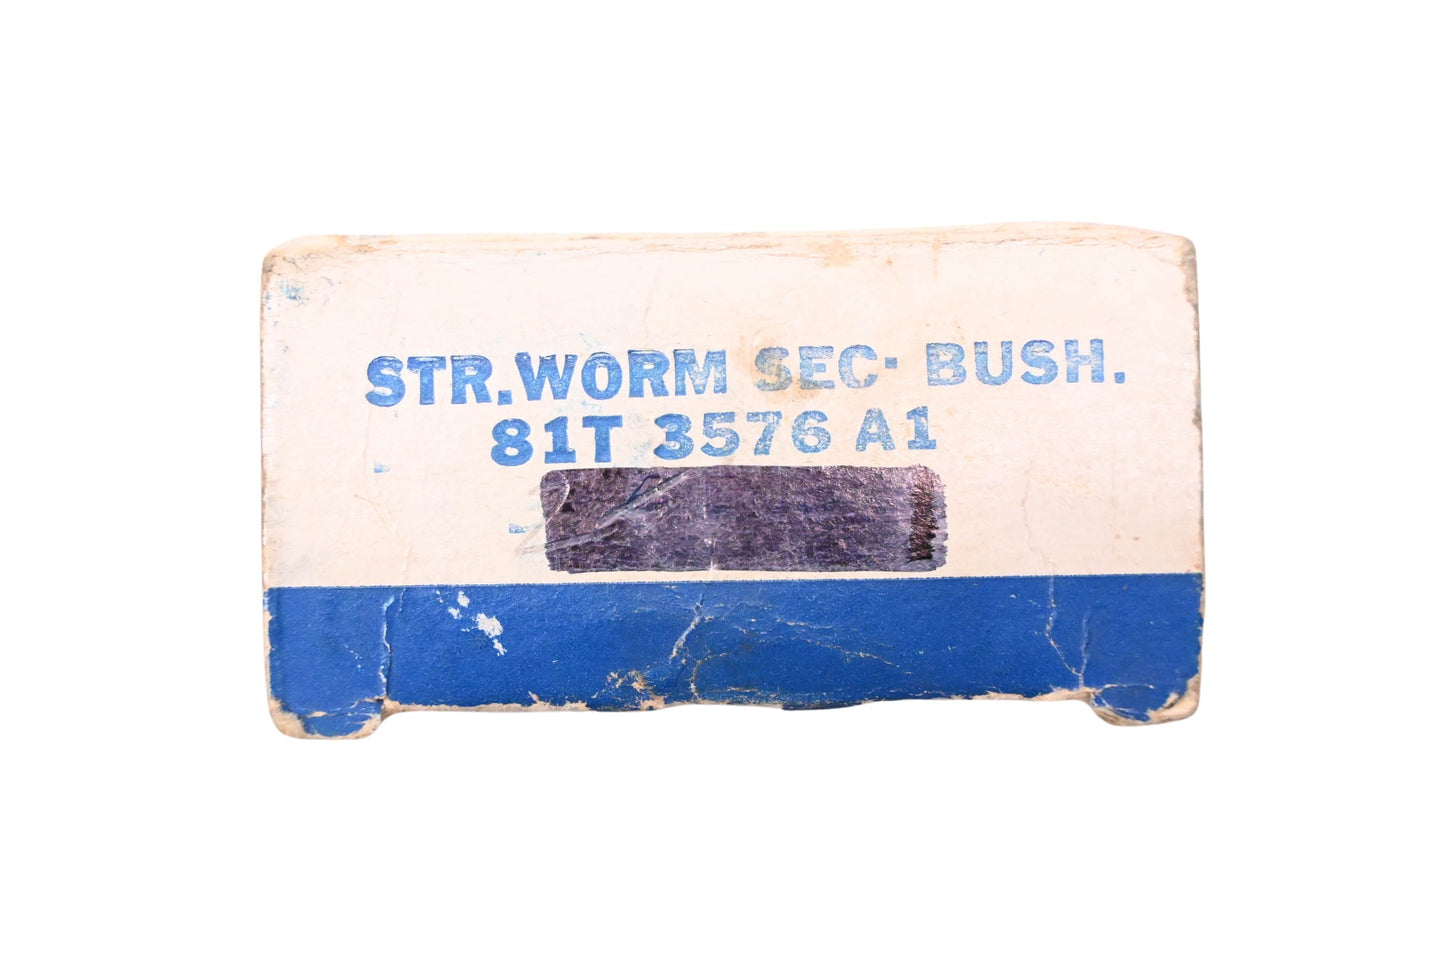 STR.WORM SEC· BUSH.
81T 3576 A1